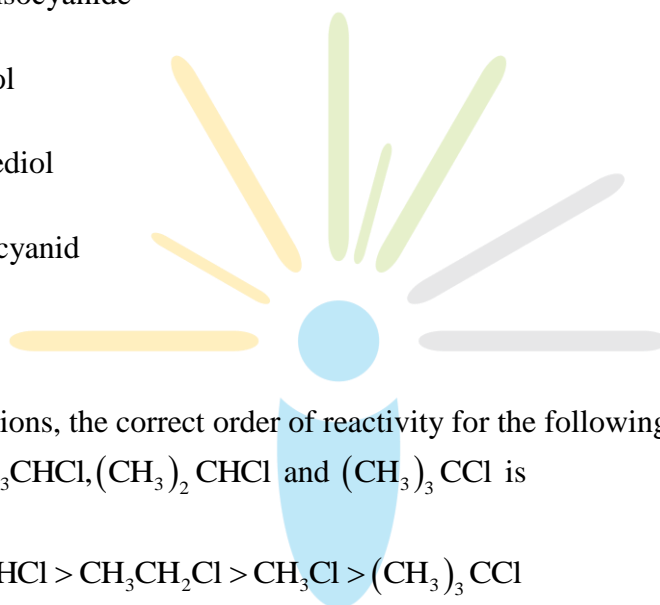 isocyanide
ol
ediol
cyanid
ions, the correct order of reactivity for the following
₃CHCl,(CH₃)₂ CHCl and (CH₃)₃ CCl is
HCl > CH₃CH₂Cl > CH₃Cl > (CH₃)₃ CCl